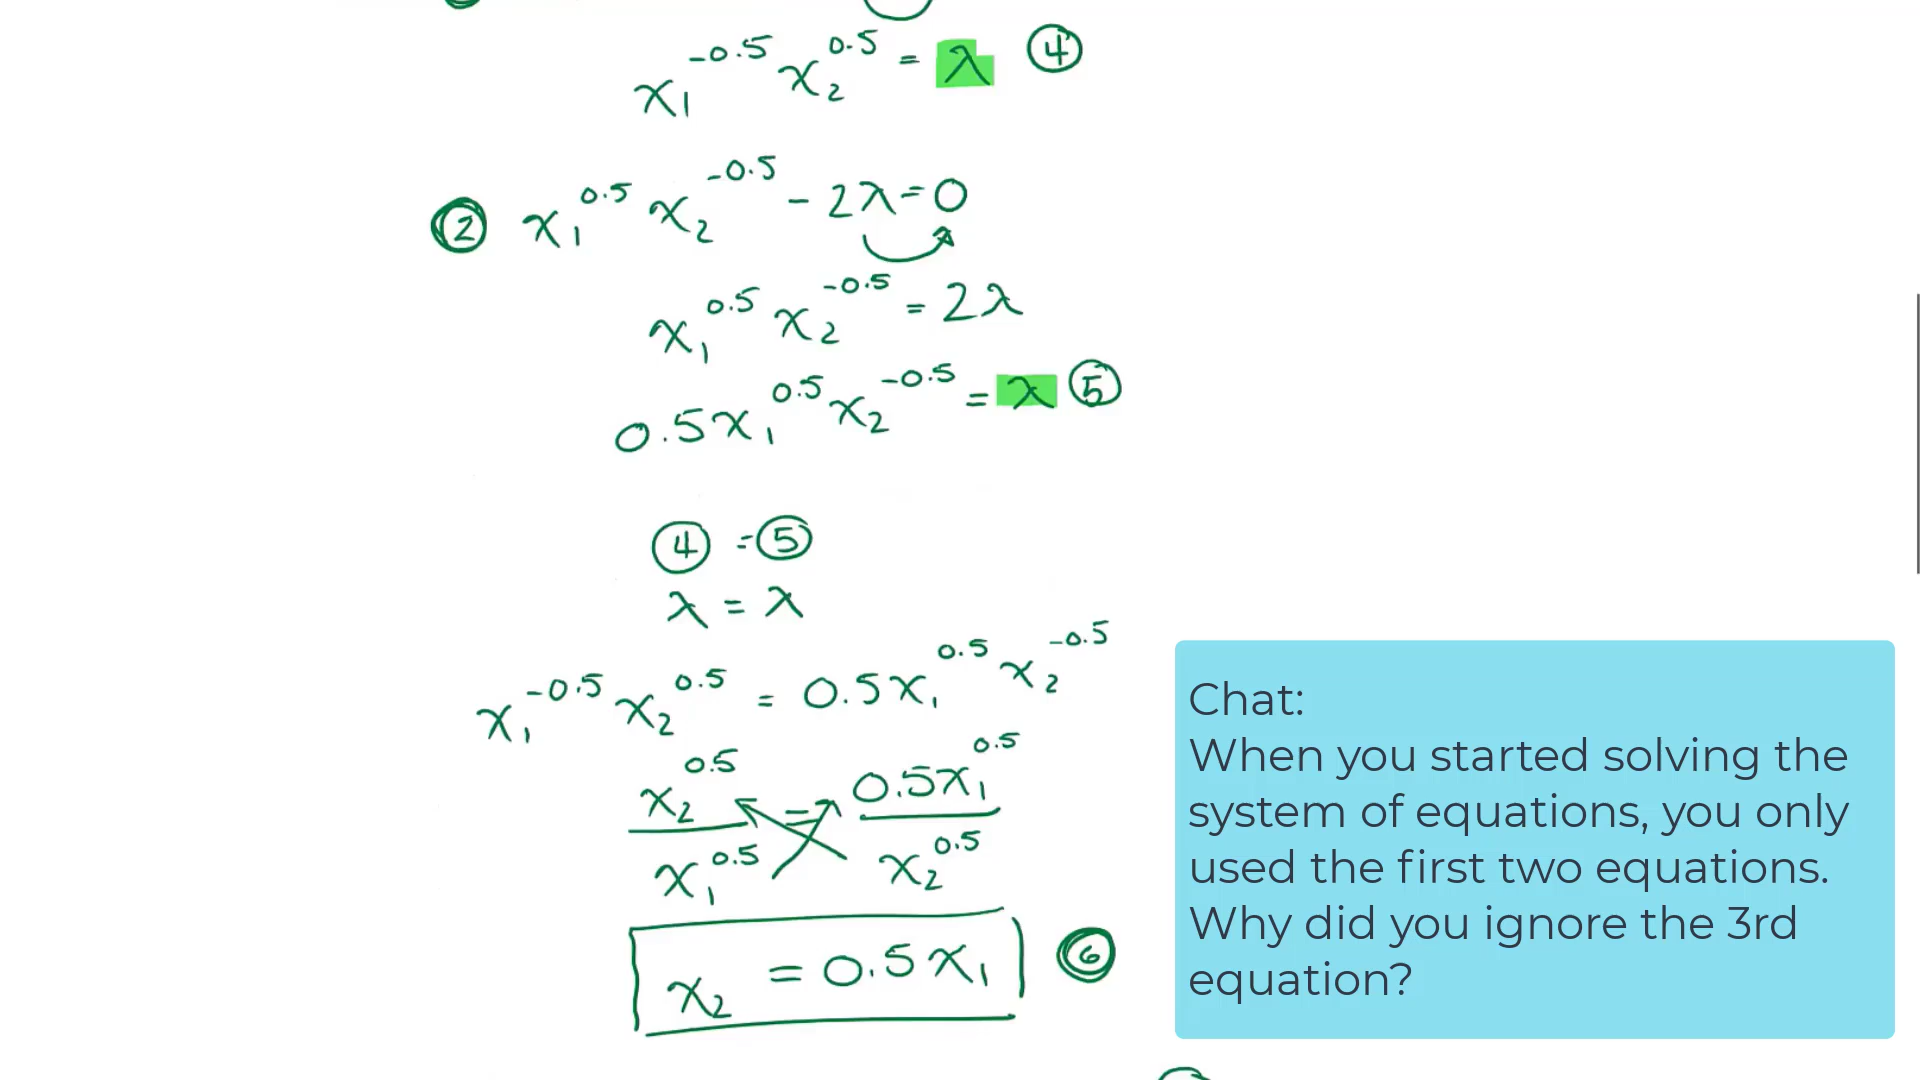 x₁^-0.5 x₂^0.5 = λ ④
② x₁^0.5 x₂^-0.5 - 2λ = 0
x₁^0.5 x₂^-0.5 = 2λ
0.5x₁^0.5 x₂^-0.5 = λ ⑤
④ = ⑤
λ = λ
x₁^-0.5 x₂^0.5 = 0.5x₁^0.5 x₂^-0.5
x₂^0.5 / x₁^0.5 = 0.5x₁^0.5 / x₂^0.5
x₂ = 0.5x₁ ⑥
Chat:
When you started solving the
system of equations, you only
used the first two equations.
Why did you ignore the 3rd
equation?